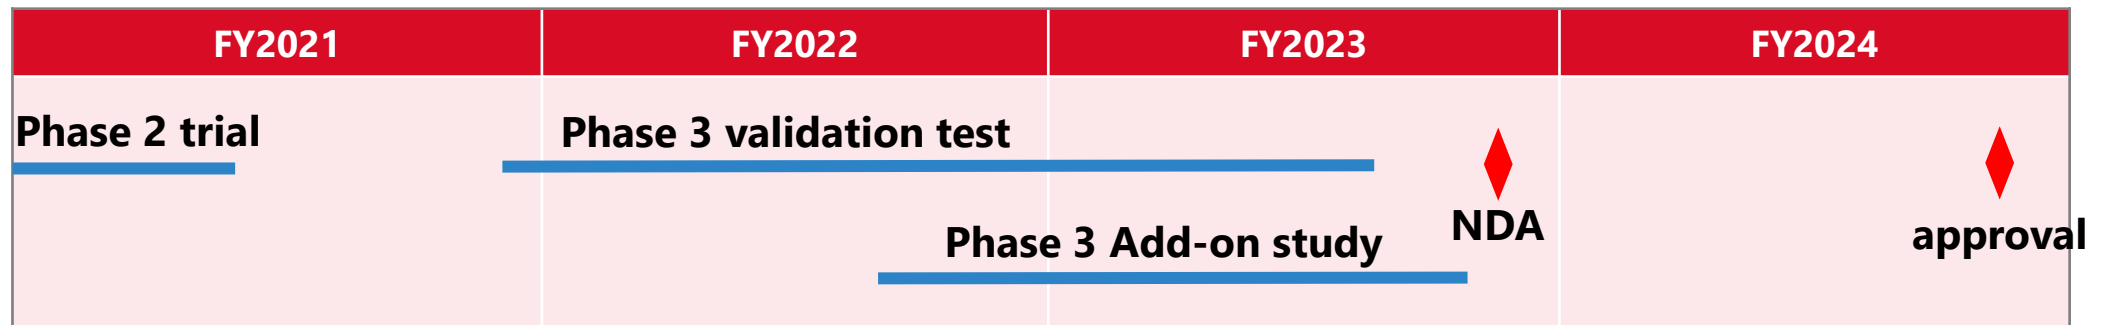 FY2021 FY2022 FY2023 FY2024
Phase 2 trial
Phase 3 validation test
Phase 3 Add-on study
NDA
approval